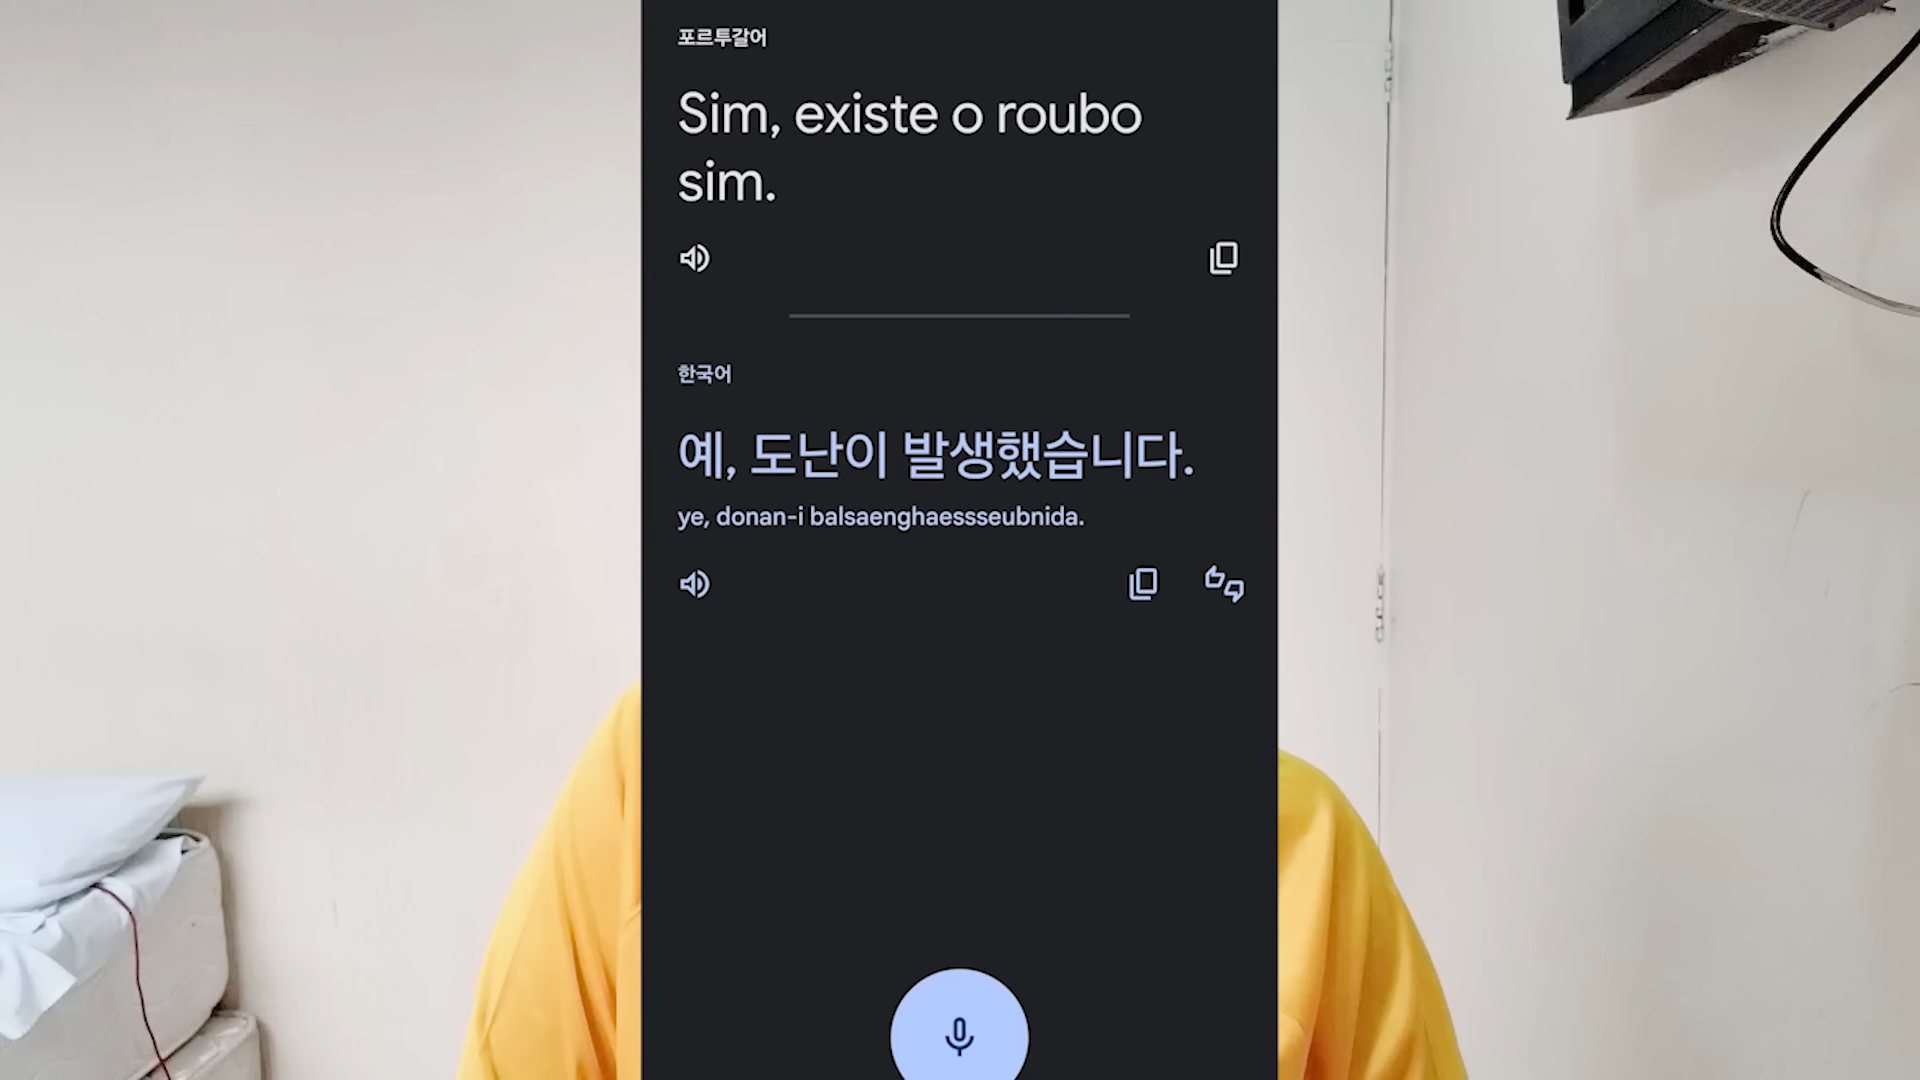 포르투갈어
Sim, existe o roubo
sim.
한국어
예, 도난이 발생했습니다.
ye, donan-i balsaenghaessseubnida.